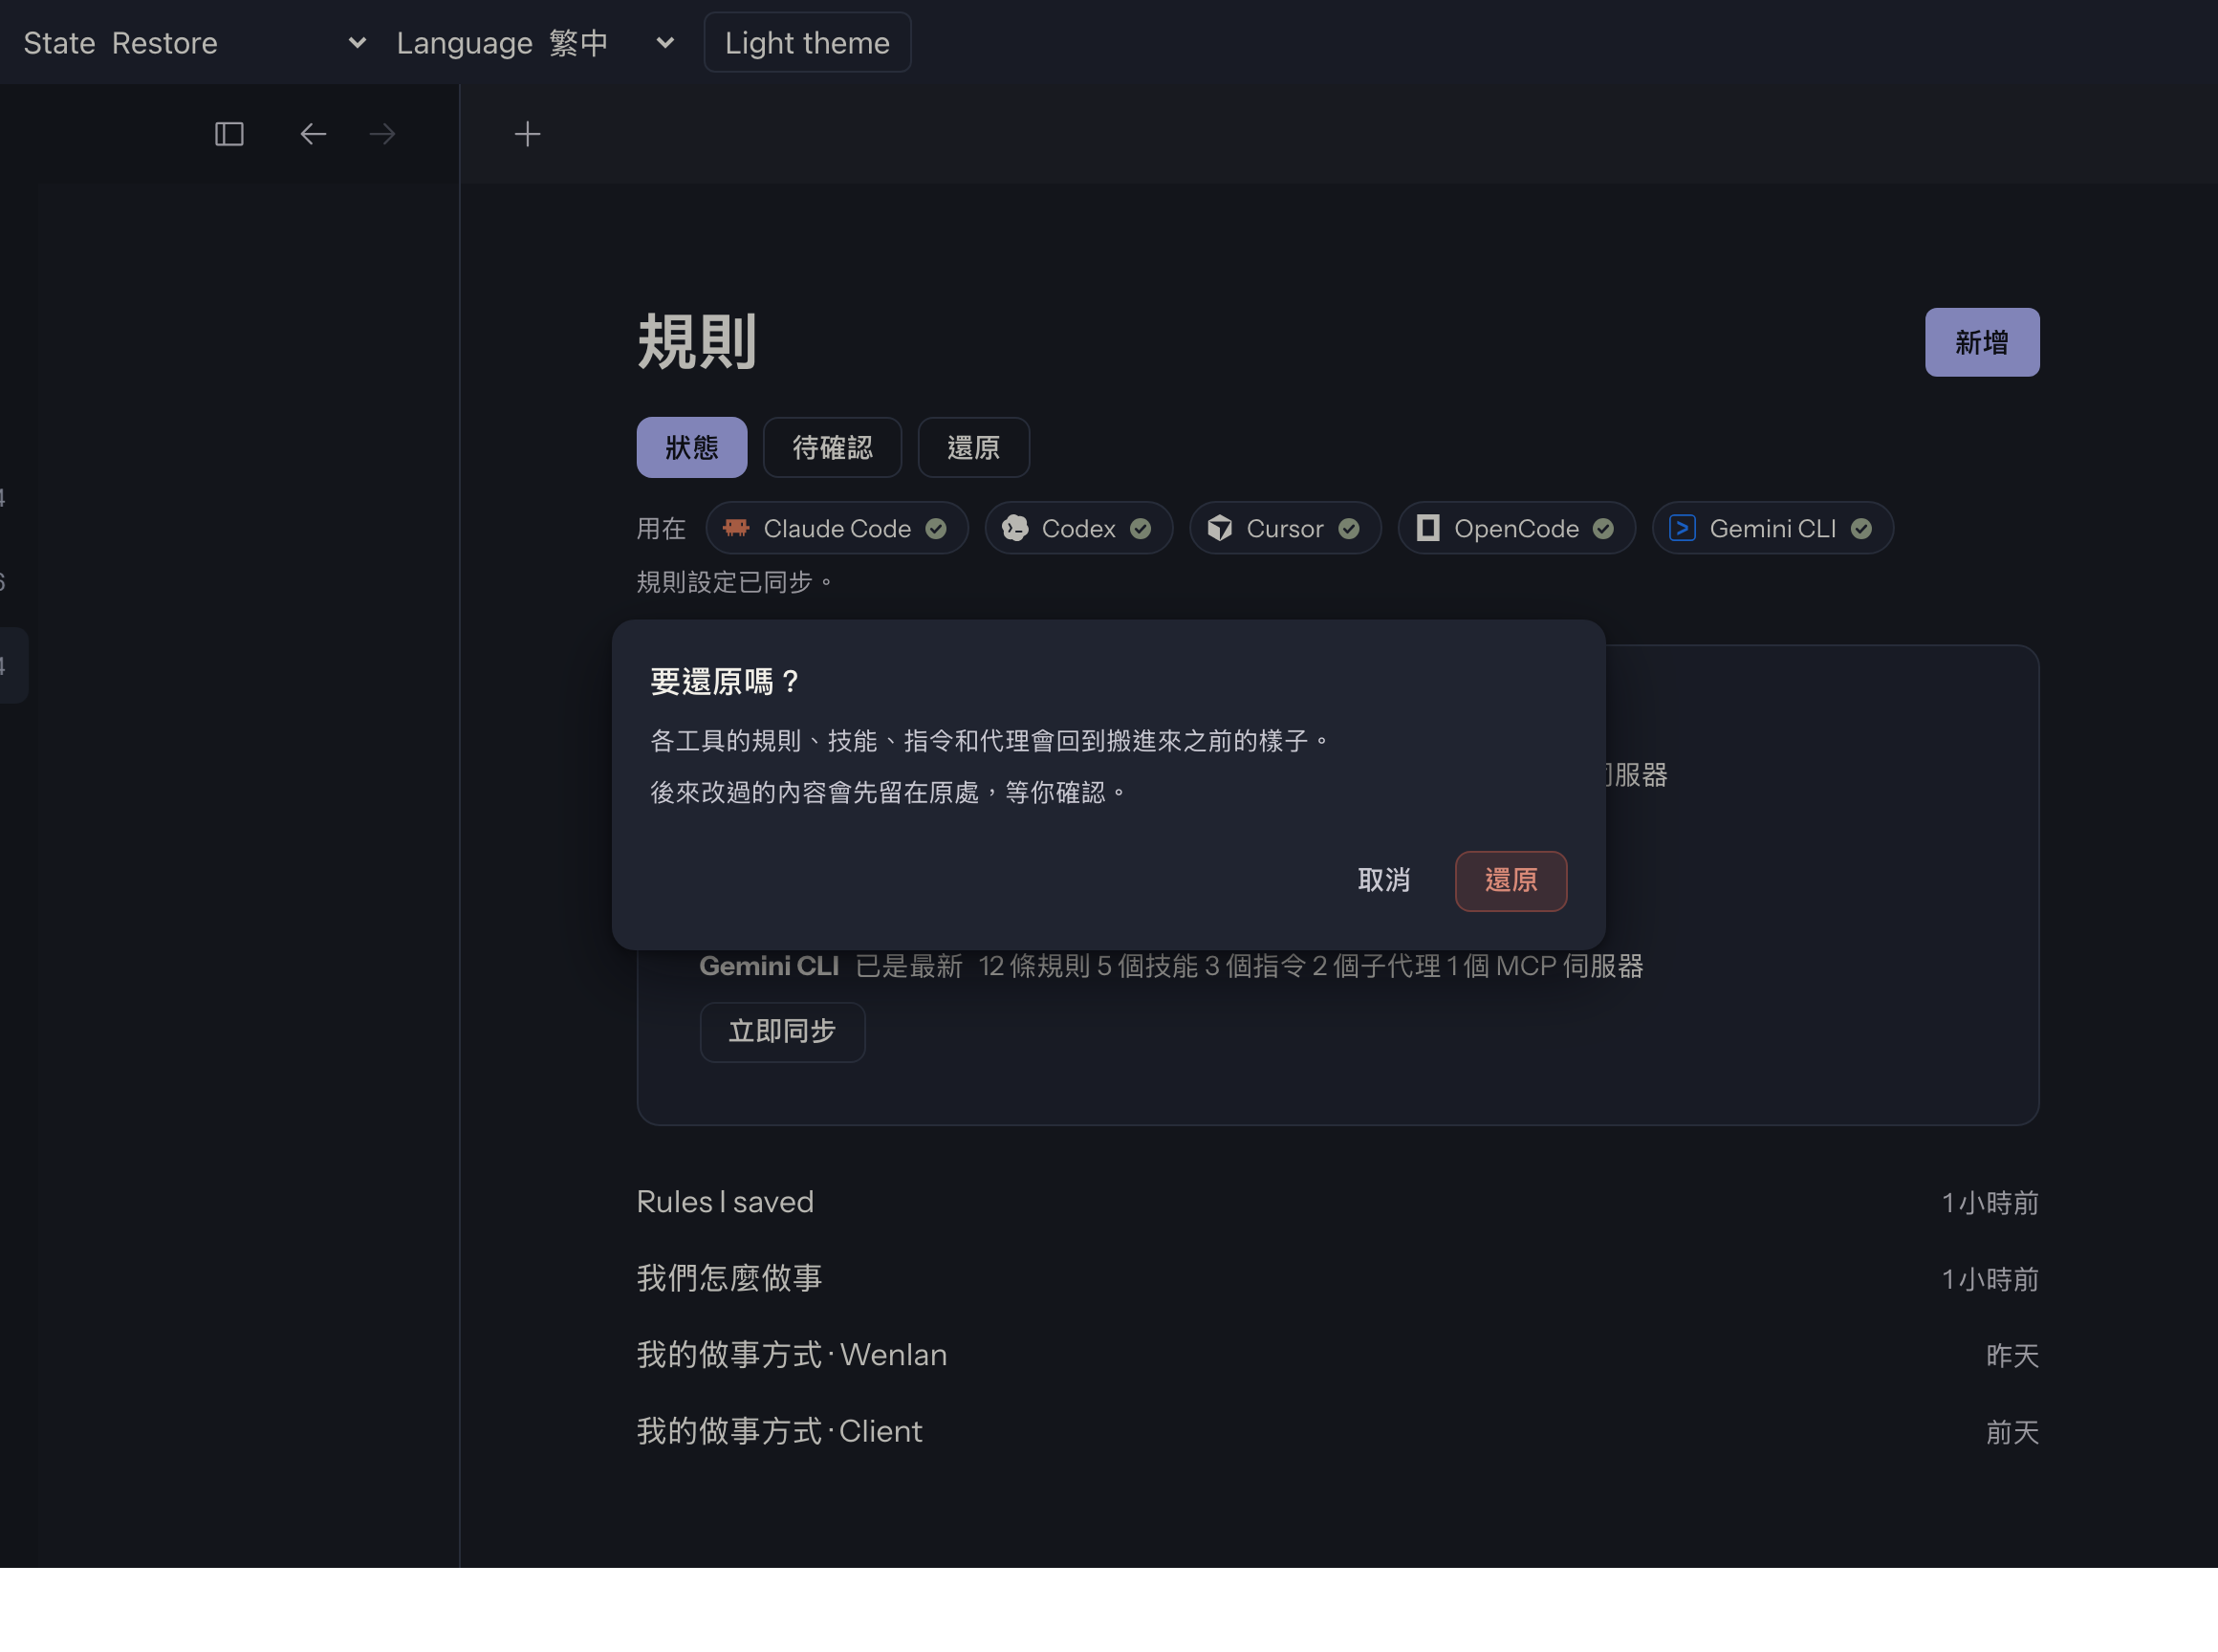 State Restore Language 繁中 Light theme
規則 新增
狀態 待確認 還原
用在 Claude Code Codex Cursor OpenCode Gemini CLI
規則設定已同步。
要還原嗎?
各工具的規則、技能、指令和代理會回到搬進來之前的樣子。
服器
後來改過的內容會先留在原處,等你確認。
取消 還原
Gemini CLI 已是最新 12 條規則 5 個技能 3 個指令 2 個子代理 1 個 MCP 伺服器
立即同步
Rules I saved 1 小時前
我們怎麼做事 1 小時前
我的做事方式 · Wenlan 昨天
我的做事方式 · Client 前天